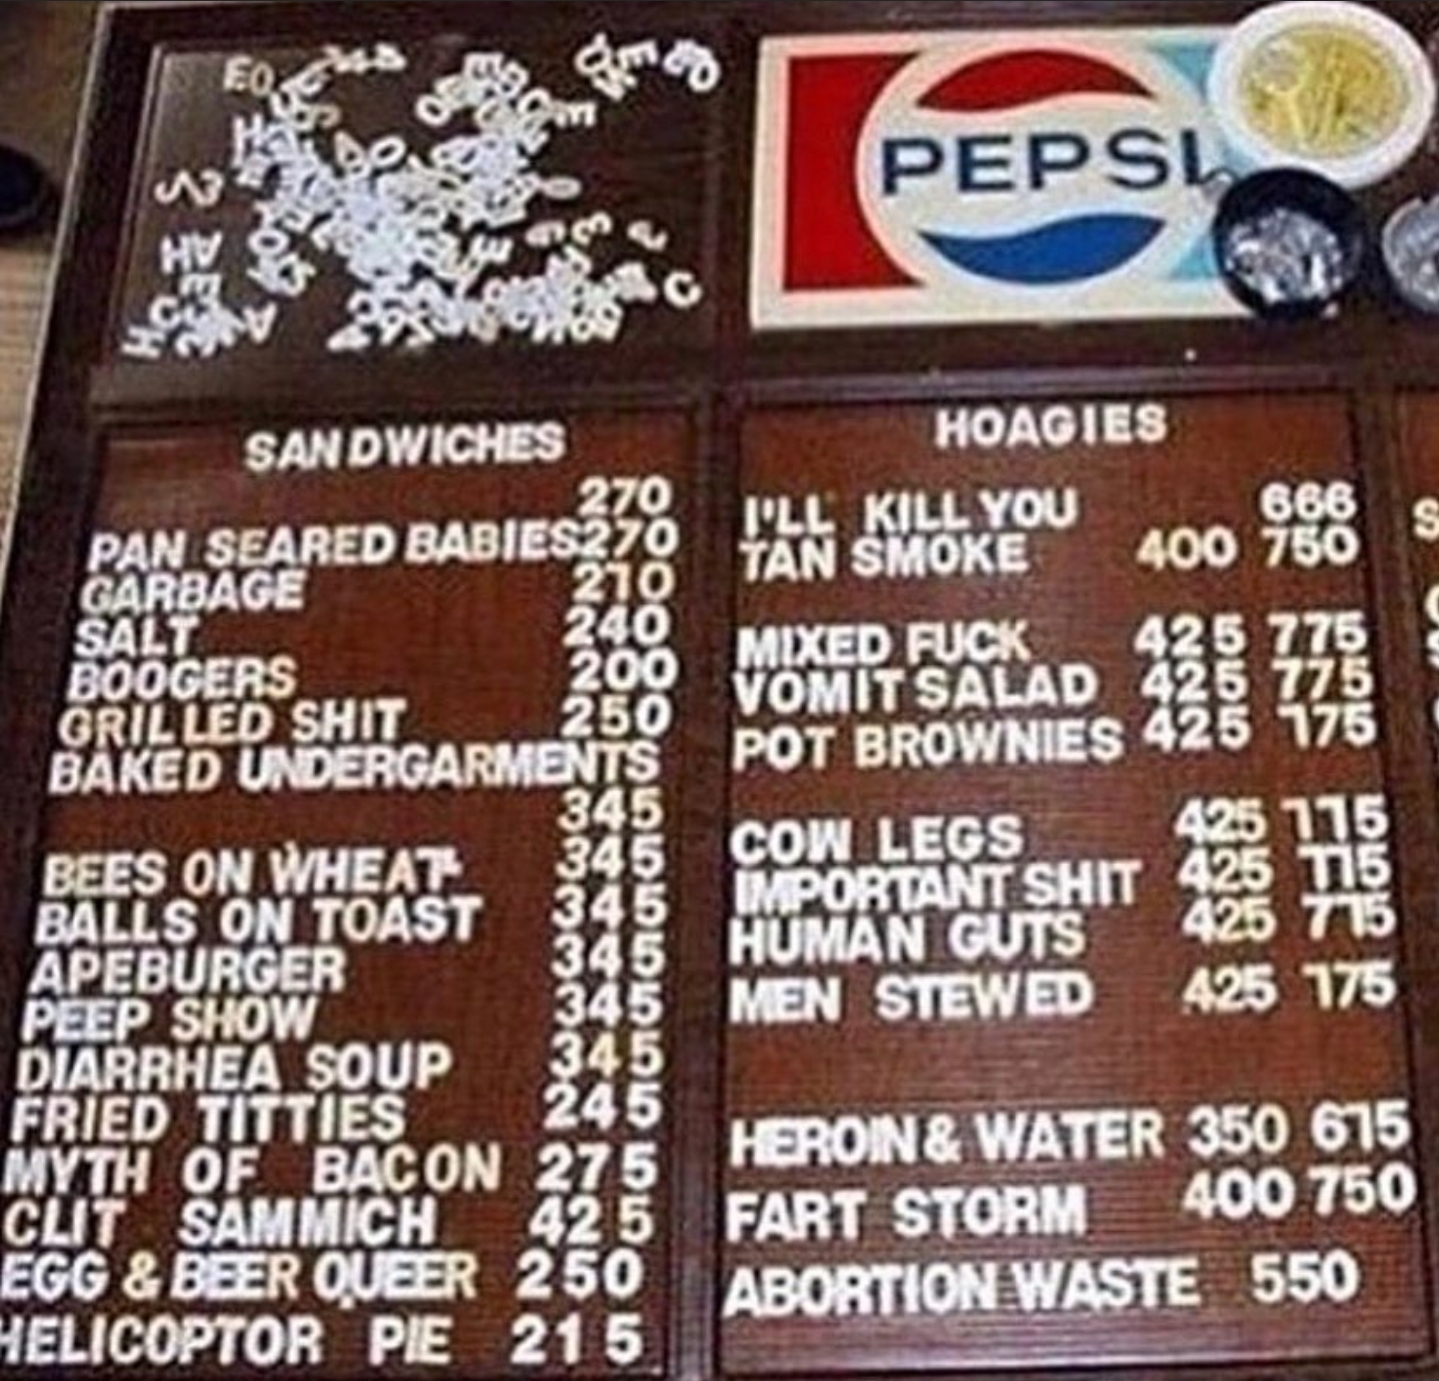 PEPSI
SANDWICHES
270
PAN SEARED BABIES 270
GARBAGE 210
SALT 240
BOOGERS 200
GRILLED SHIT 250
BAKED UNDERGARMENTS
345
BEES ON WHEAT 345
BALLS ON TOAST 345
APEBURGER 345
PEEP SHOW 345
DIARRHEA SOUP 345
FRIED TITTIES 245
MYTH OF BACON 275
CLIT SAMMICH 425
EGG & BEER QUEER 250
HELICOPTOR PIE 215
HOAGIES
I'LL KILL YOU 666
TAN SMOKE 400 750
MIXED FUCK 425 775
VOMIT SALAD 425 775
POT BROWNIES 425 175
COW LEGS 425 115
IMPORTANT SHIT 425 115
HUMAN GUTS 425 715
MEN STEWED 425 175
HEROIN & WATER 350 615
FART STORM 400 750
ABORTION WASTE 550